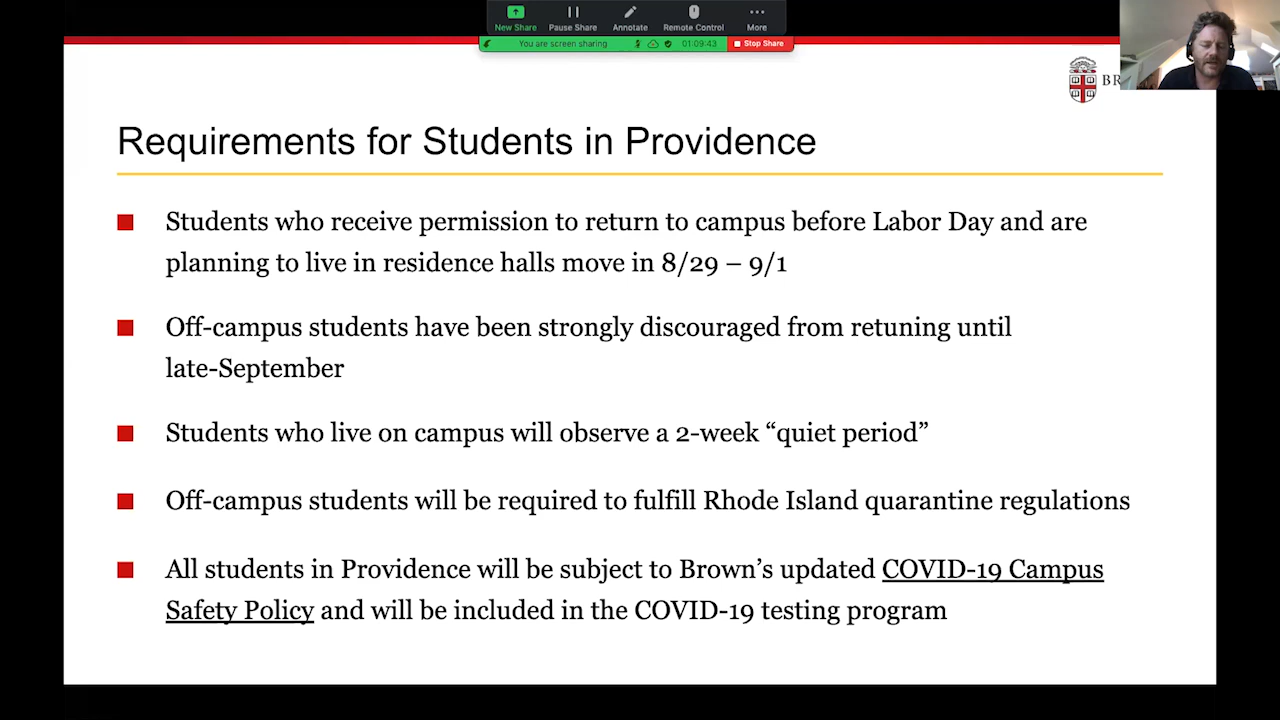 New Share
Pause Share
Annotate
Remote Control
More
You are screen sharing
01:09:43
Stop Share
BR
Requirements for Students in Providence
Students who receive permission to return to campus before Labor Day and are
planning to live in residence halls move in 8/29 – 9/1
Off-campus students have been strongly discouraged from retuning until
late-September
Students who live on campus will observe a 2-week “quiet period”
Off-campus students will be required to fulfill Rhode Island quarantine regulations
All students in Providence will be subject to Brown’s updated COVID-19 Campus
Safety Policy and will be included in the COVID-19 testing program